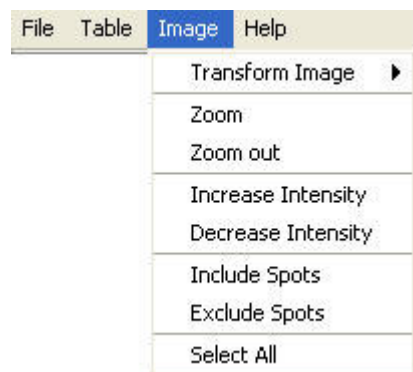 File Table Image Help
Transform Image
Zoom
Zoom out
Increase Intensity
Decrease Intensity
Include Spots
Exclude Spots
Select All